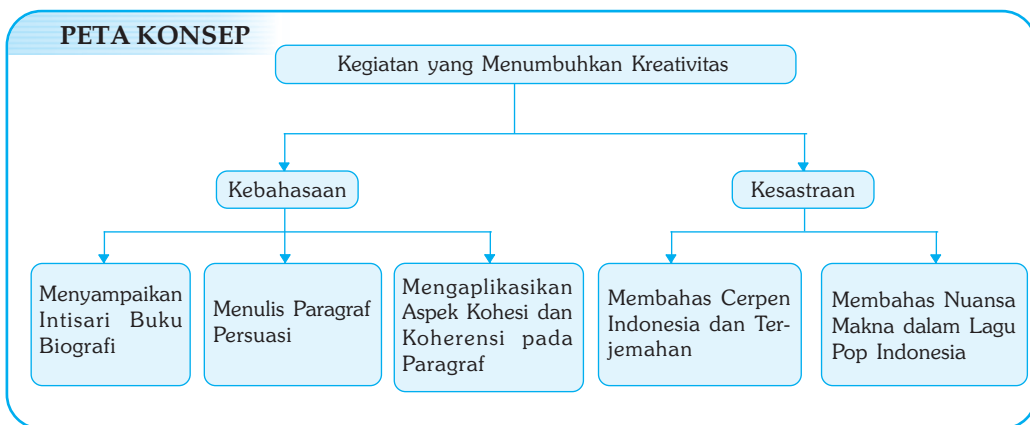 PETA KONSEP
Kegiatan yang Menumbuhkan Kreativitas
Kebahasaan
Kesastraan
Menyampaikan
Intisari Buku
Biografi
Menulis Paragraf
Persuasi
Mengaplikasikan
Aspek Kohesi dan
Koherensi pada
Paragraf
Membahas Cerpen
Indonesia dan Ter-
jemahan
Membahas Nuansa
Makna dalam Lagu
Pop Indonesia